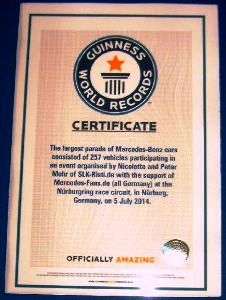 GUINNESS
WORLD RECORDS
CERTIFICATE
The largest parade of Mercedes-Benz cars
consisted of 257 vehicles participating in
an event organised by Nicolette and Peter
Mohr of SLK-Risti.de with the support of
Mercedes-Fans.de (all Germany) at the
Nürburgring race circuit, in Nürburg,
Germany, on 5 July 2014.
OFFICIALLY AMAZING